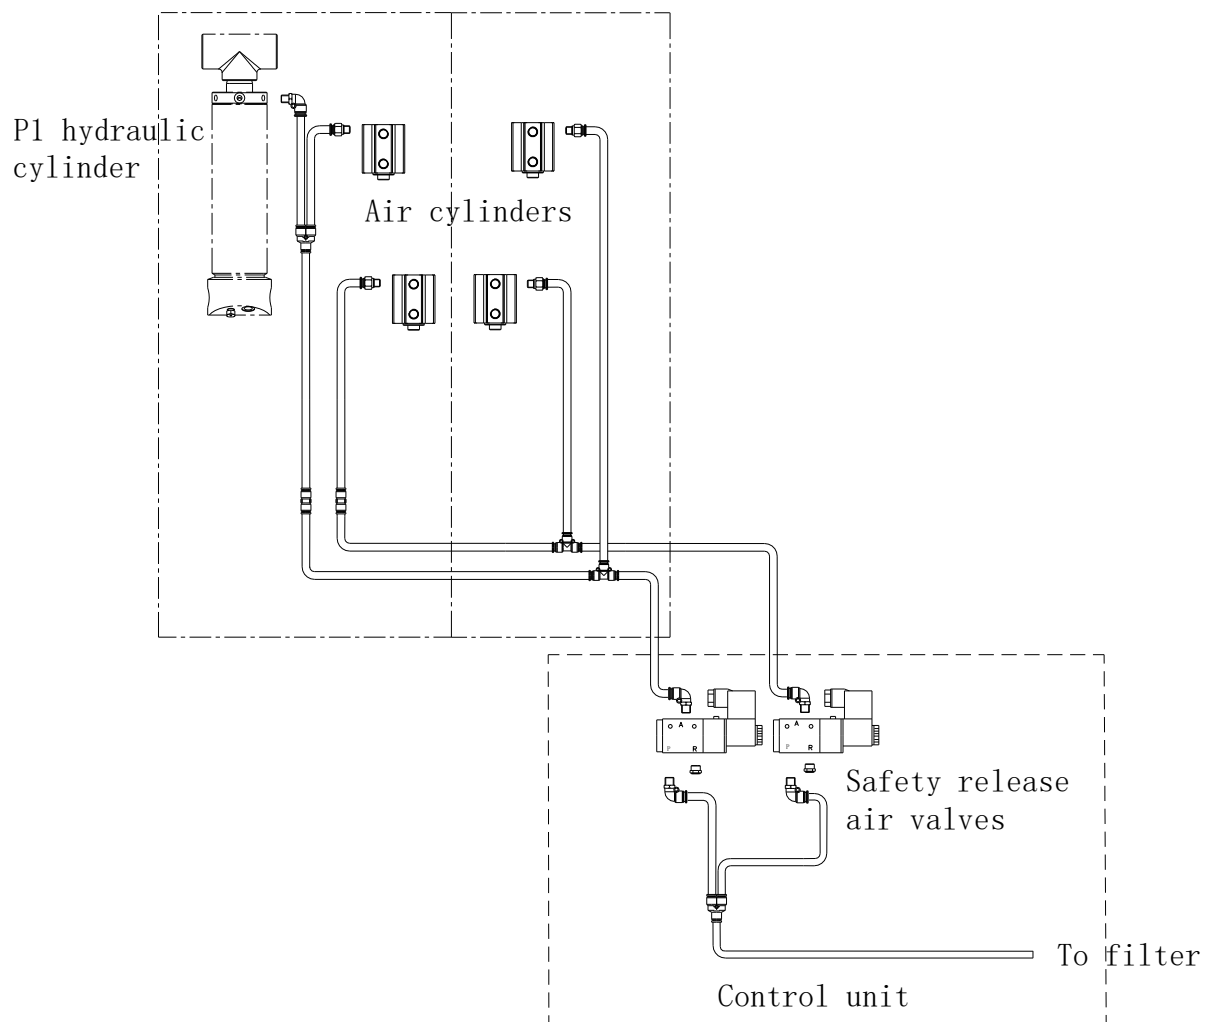 P1 hydraulic
cylinder
Air cylinders
A
P
R
A
P
R
Safety release
air valves
To filter
Control unit